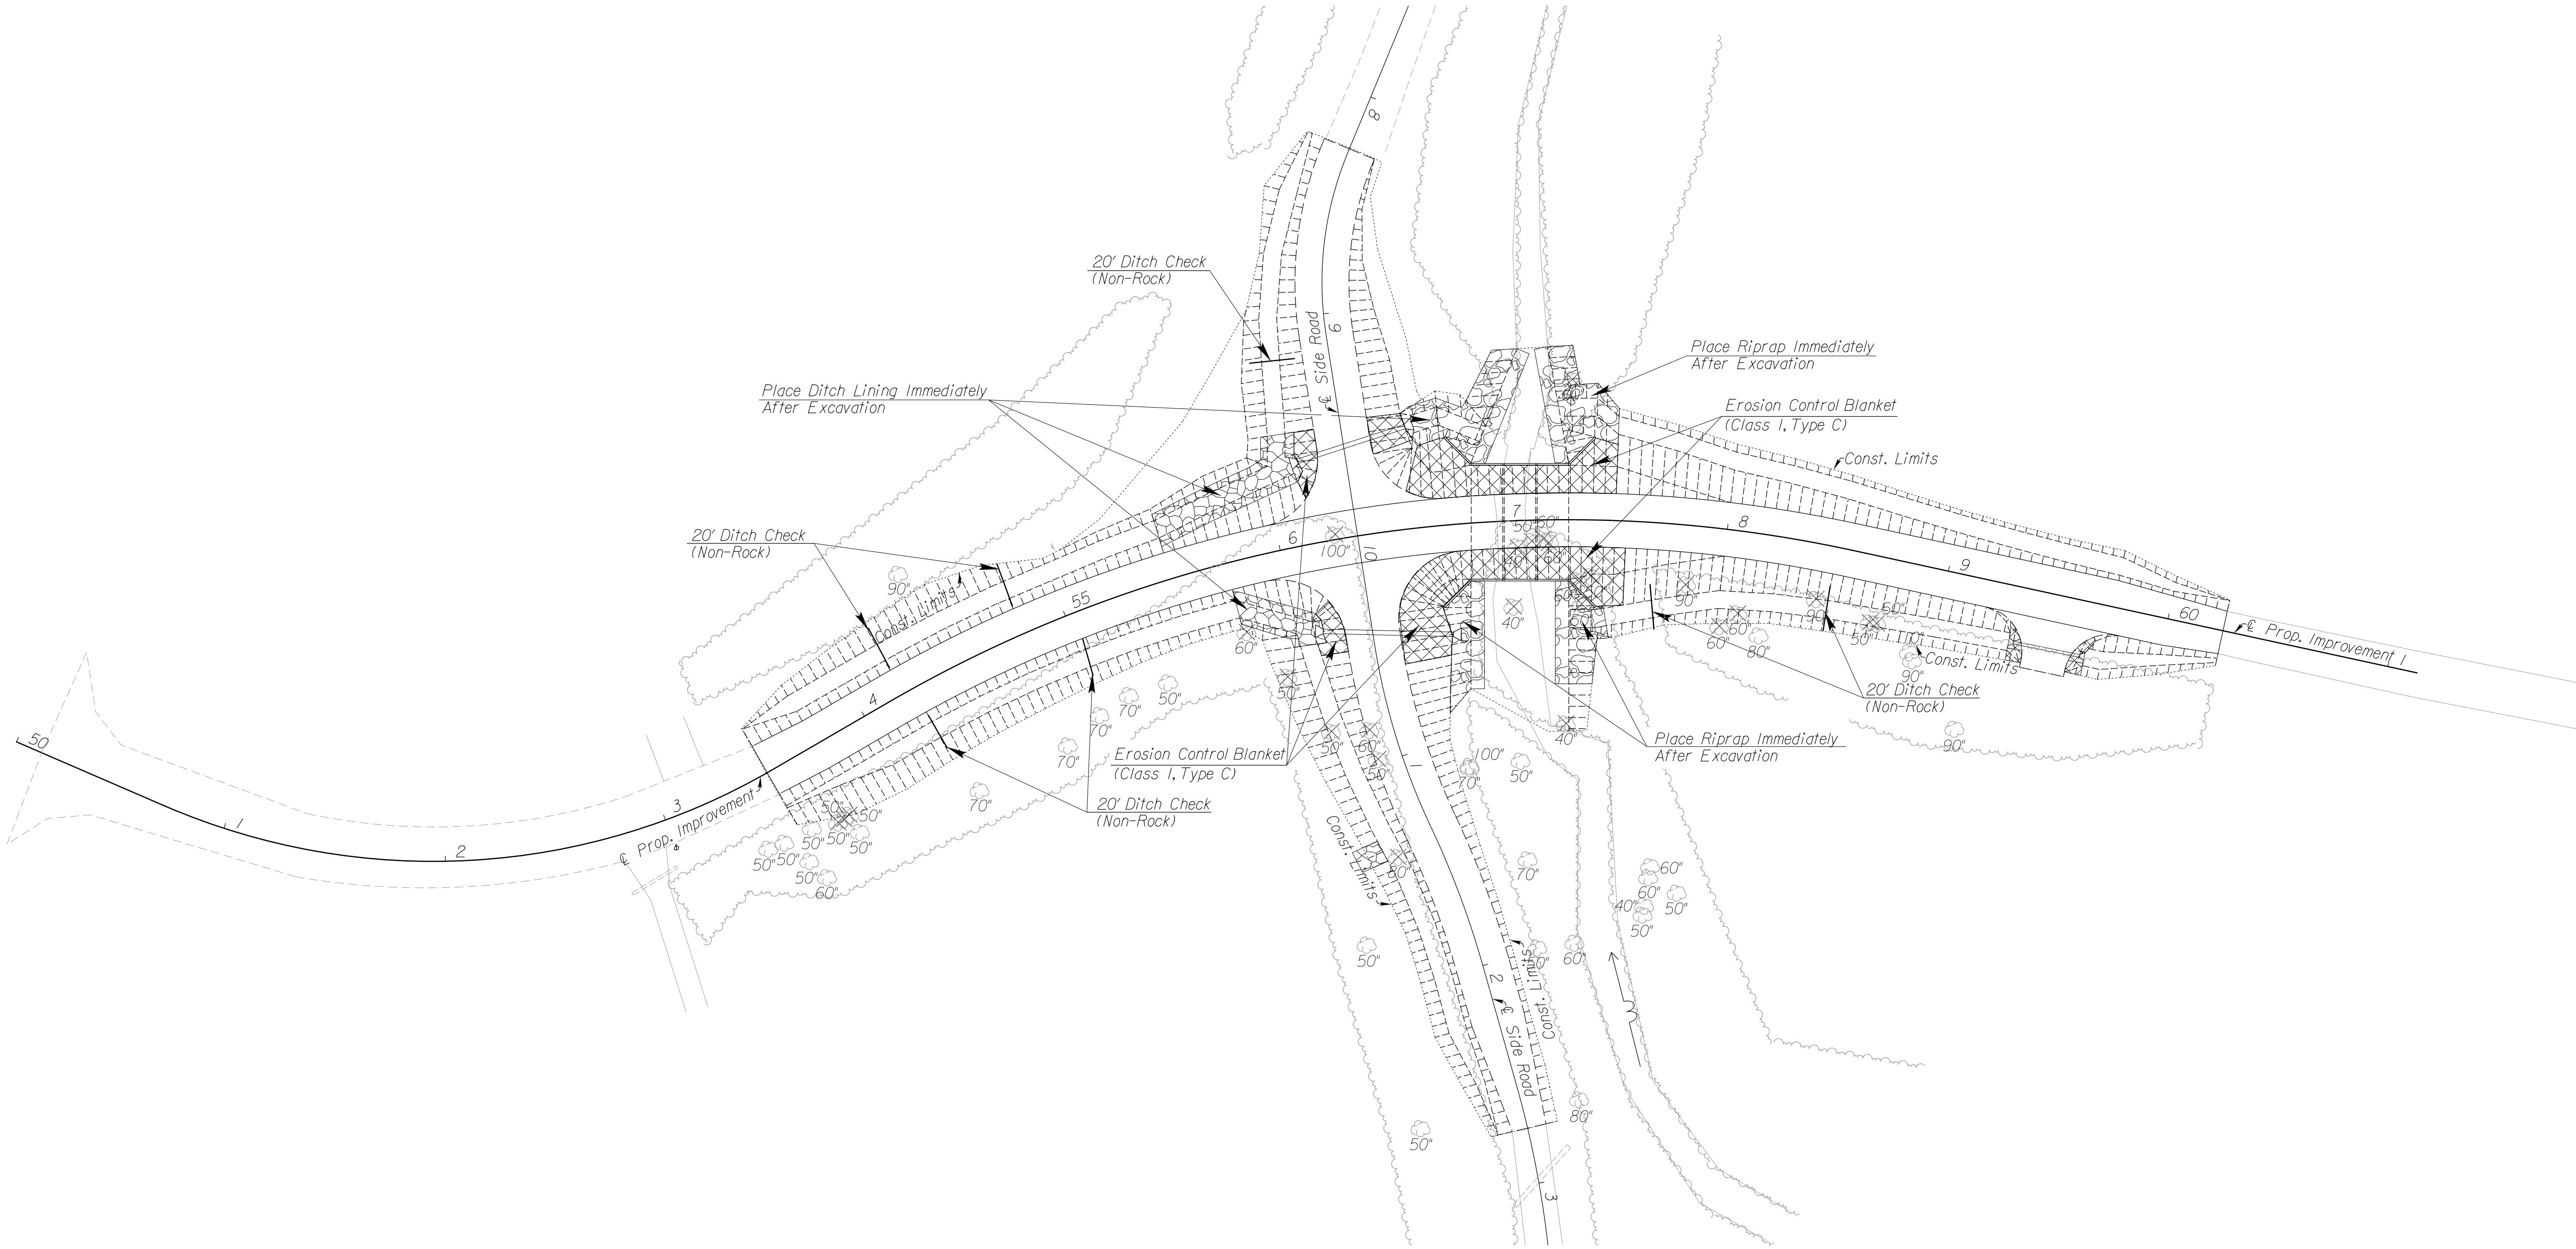 8
20' Ditch Check
(Non-Rock)
9
℄ Side Road
Place Riprap Immediately
After Excavation
Place Ditch Lining Immediately
After Excavation
60"
Erosion Control Blanket
(Class I, Type C)
Const. Limits
20' Ditch Check
(Non-Rock)
90"
Const. Limits
100"
7
50"
60"
40"
60"
8
6
10
55
9
60
℄ Prop. Improvement 1
4
60"
40"
90"
60"
60"
80"
90"
50"
50"
90"
Const. Limits
20' Ditch Check
(Non-Rock)
50
70"
70"
70"
50"
50"
50"
60"
50"
40"
90"
Erosion Control Blanket
(Class I, Type C)
Place Riprap Immediately
After Excavation
1
100"
70"
50"
20' Ditch Check
(Non-Rock)
70"
3
℄ Prop. Improvement
1
2
50"
50"
50"
50"
50"
50"
50"
50"
60"
Const. Limits
80"
70"
60"
60"
40"
50"
50"
50"
60"
Const. Limits
2
℄ Side Road
80"
50"
3